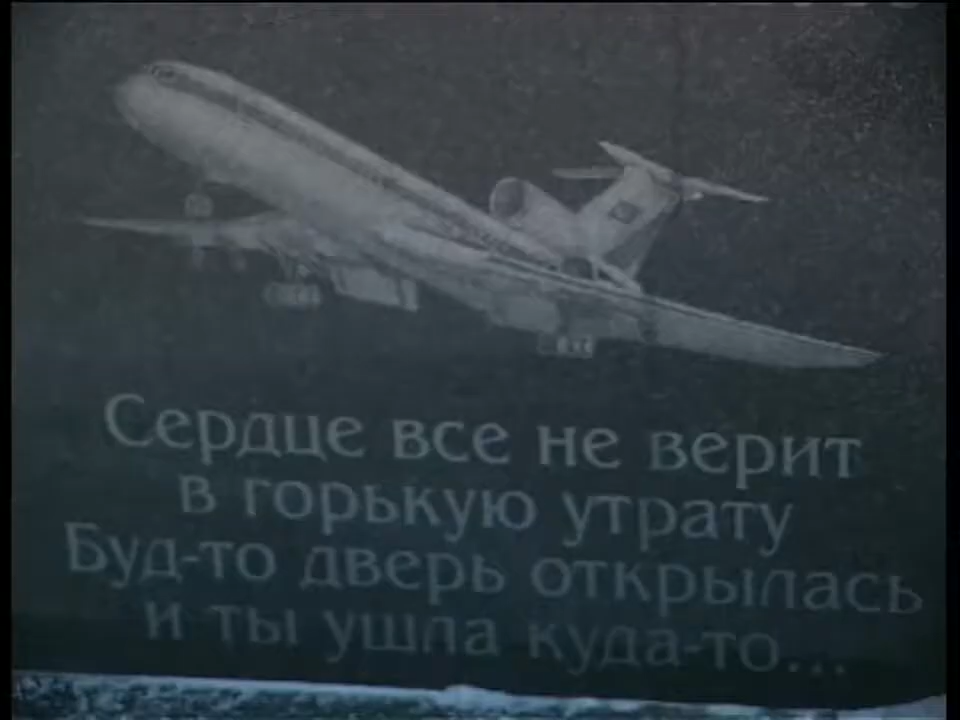 Сердце все не верит
в горькую утрату
Буд-то дверь открылась
и ты ушла куда-то...